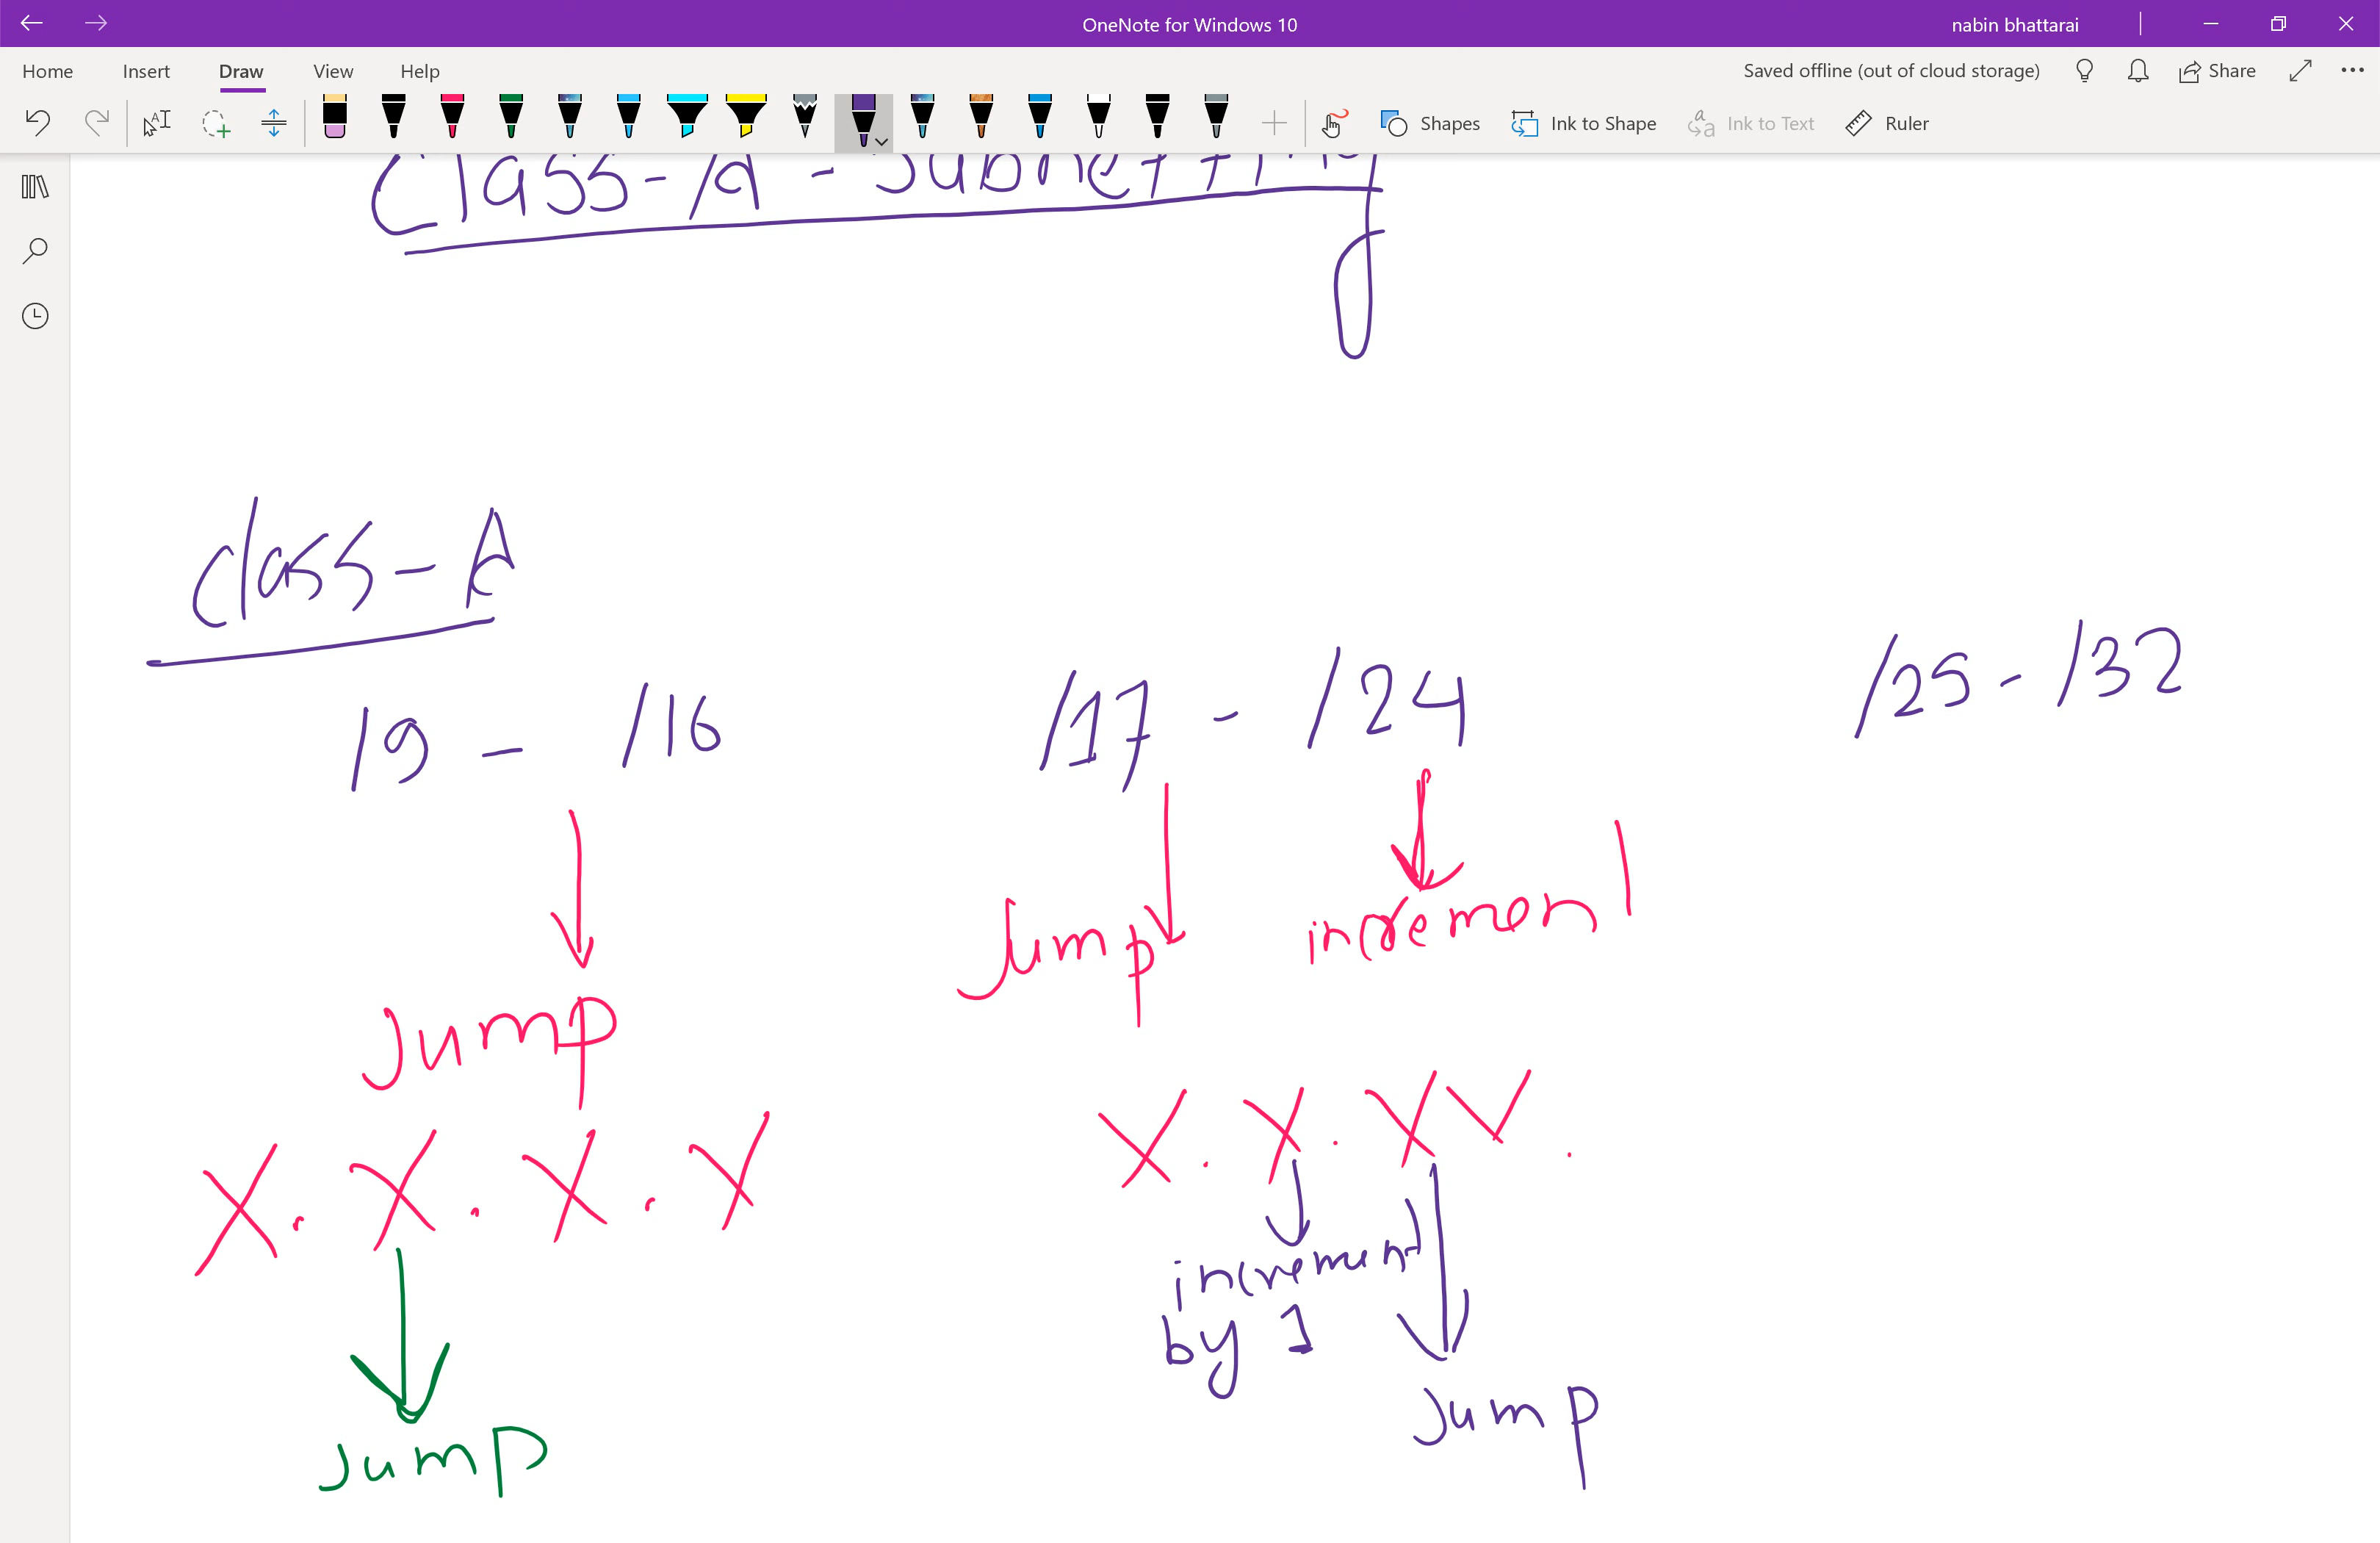 OneNote for Windows 10
nabin bhattarai
Home Insert Draw View Help
Saved offline (out of cloud storage)
Share
Shapes
Ink to Shape
Ink to Text
Ruler
Class-A - Subnetting
Class-A
/9 - /16
/17 - /24
/25 - /32
Jump
Jump
increment
X. X. X. X
X. X. X X.
increment
by 1
Jump
Jump